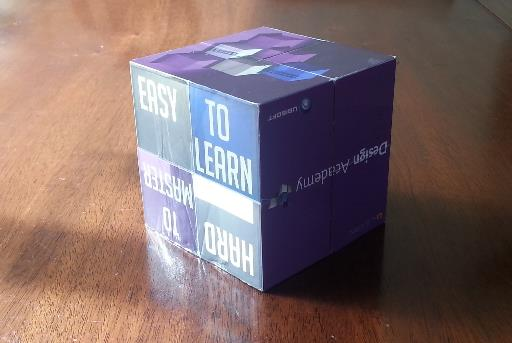 EASY
TO
LEARN
HARD
TO
MASTER
UBISOFT
Design Academy